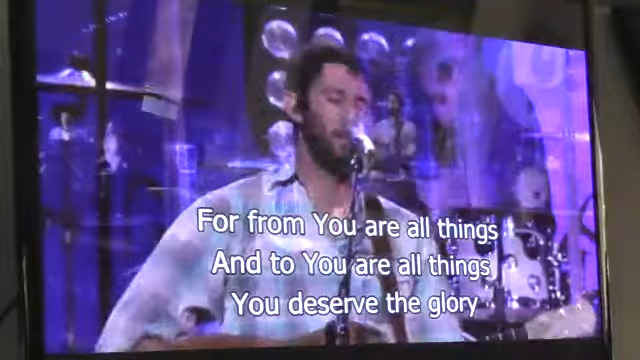 For from You are all things
And to You are all things
You deserve the glory